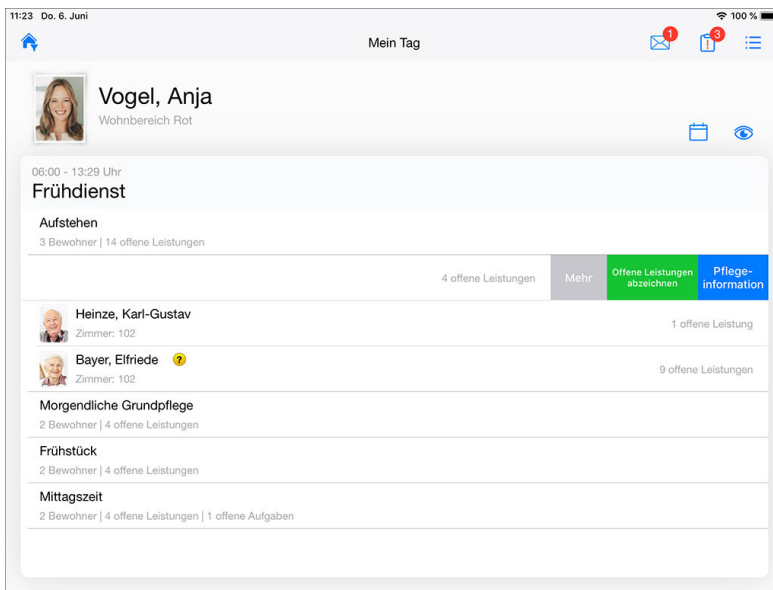 11:23 Do. 6. Juni 100 %
Mein Tag
1
3
Vogel, Anja
Wohnbereich Rot
06:00 - 13:29 Uhr
Frühdienst
Aufstehen
3 Bewohner | 14 offene Leistungen
4 offene Leistungen
Mehr
Offene Leistungen
abzeichnen
Pflege-
information
Heinze, Karl-Gustav
Zimmer: 102
1 offene Leistung
Bayer, Elfriede ?
Zimmer: 102
9 offene Leistungen
Morgendliche Grundpflege
2 Bewohner | 4 offene Leistungen
Frühstück
2 Bewohner | 4 offene Leistungen
Mittagszeit
2 Bewohner | 4 offene Leistungen | 1 offene Aufgaben